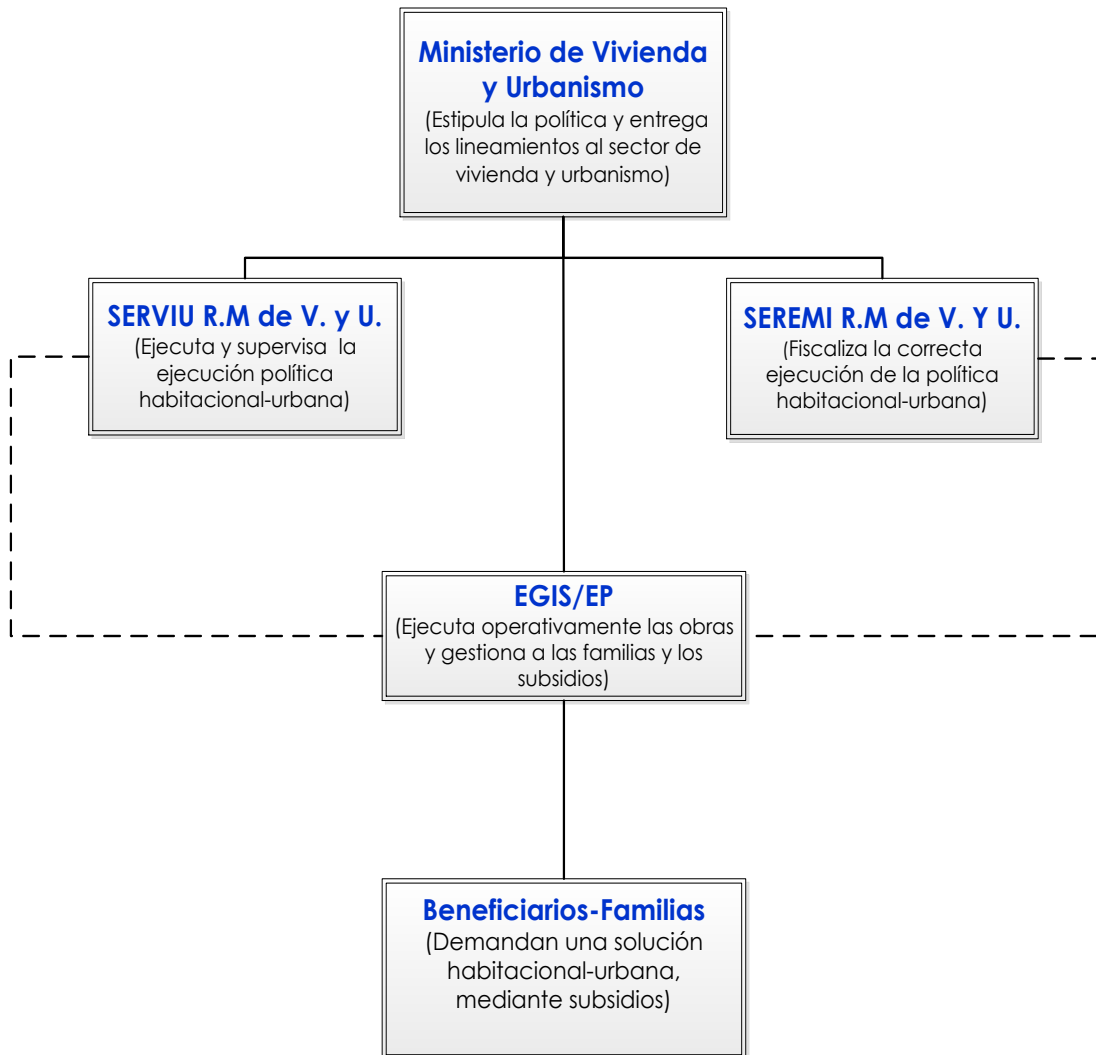 Ministerio de Vivienda
y Urbanismo
(Estipula la política y entrega
los lineamientos al sector de
vivienda y urbanismo)
SERVIU R.M de V. y U.
(Ejecuta y supervisa la
ejecución política
habitacional-urbana)
SEREMI R.M de V. Y U.
(Fiscaliza la correcta
ejecución de la política
habitacional-urbana)
EGIS/EP
(Ejecuta operativamente las obras
y gestiona a las familias y los
subsidios)
Beneficiarios-Familias
(Demandan una solución
habitacional-urbana,
mediante subsidios)